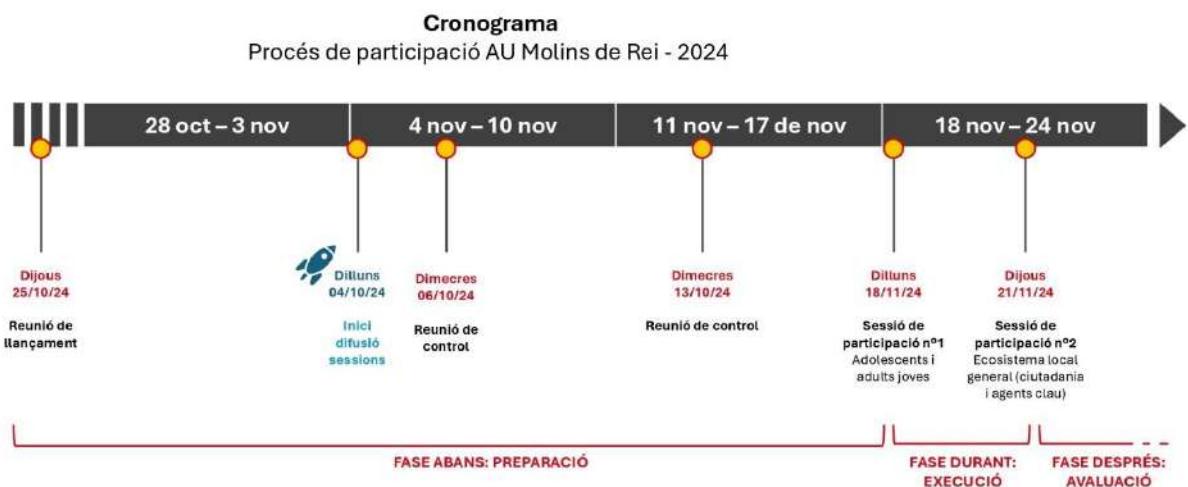 Cronograma
Procés de participació AU Molins de Rei - 2024
28 oct – 3 nov
4 nov – 10 nov
11 nov – 17 de nov
18 nov – 24 nov
Dijous
25/10/24
Reunió de
llançament
Dilluns
04/10/24
Inici
difusió
sessions
Dimecres
06/10/24
Reunió de
control
Dimecres
13/10/24
Reunió de control
Dilluns
18/11/24
Sessió de
participació nº1
Adolescents i
adults joves
Dijous
21/11/24
Sessió de
participació nº2
Ecosistema local
general (ciutadania
i agents clau)
FASE ABANS: PREPARACIÓ
FASE DURANT:
EXECUCIÓ
FASE DESPRÉS:
AVALUACIÓ